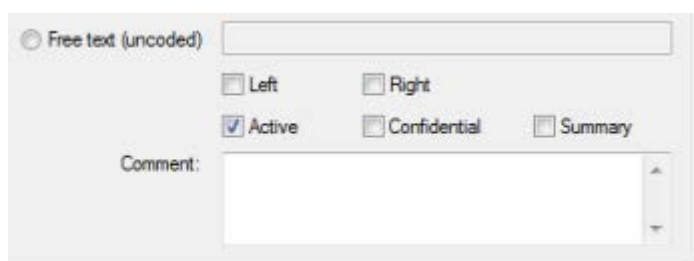 Free text (uncoded)
Left Right
Active Confidential Summary
Comment: